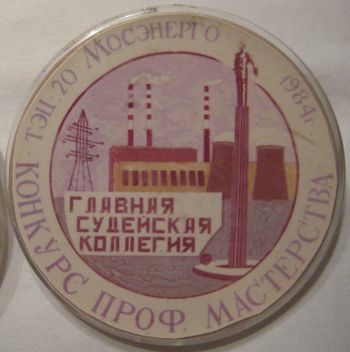 ТЭЦ-20 МОСЭНЕРГО 1984г.
ГЛАВНАЯ
СУДЕЙСКАЯ
КОЛЛЕГИЯ
КОНКУРС ПРОФ. МАСТЕРСТВА